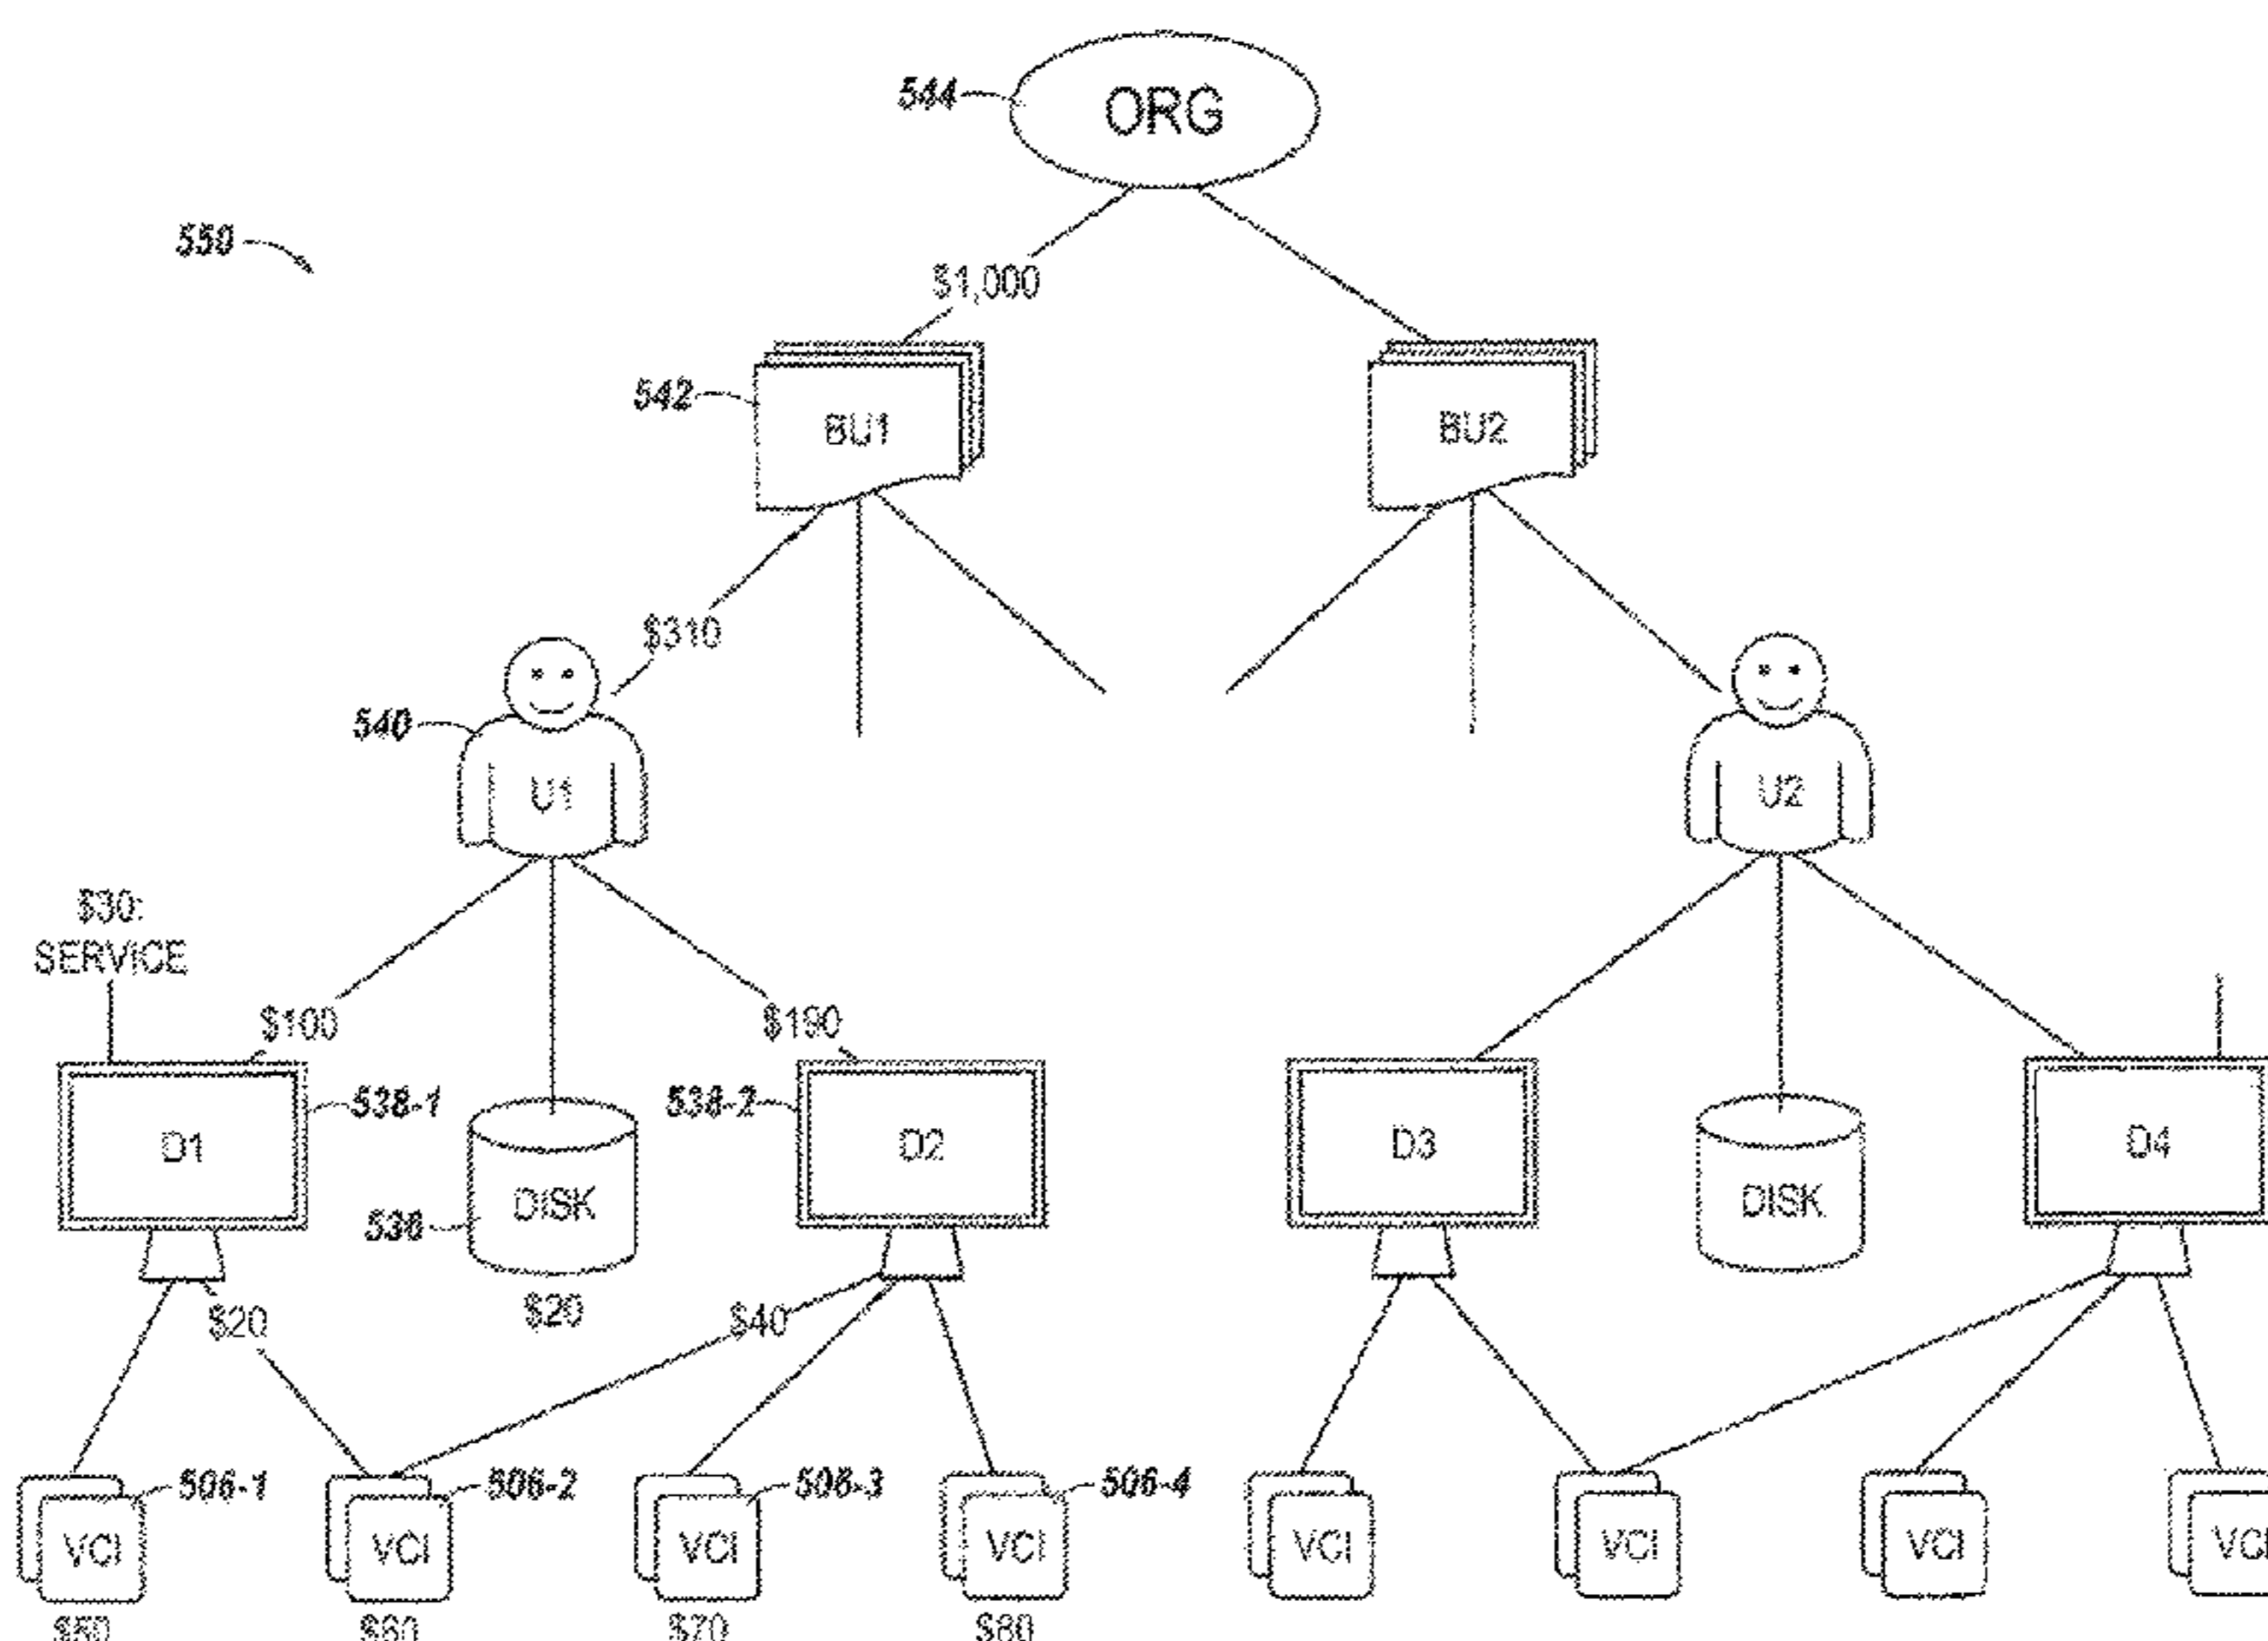 544
ORG
550
$1,000
542
BU1
BU2
$310
540
U1
U2
$30:
SERVICE
$100
$190
538-1
538-2
D1
D2
D3
D4
536
DISK
DISK
$20
$20
$40
506-1
506-2
506-3
506-4
VCI
VCI
VCI
VCI
VCI
VCI
VCI
$50
$60
$70
$80